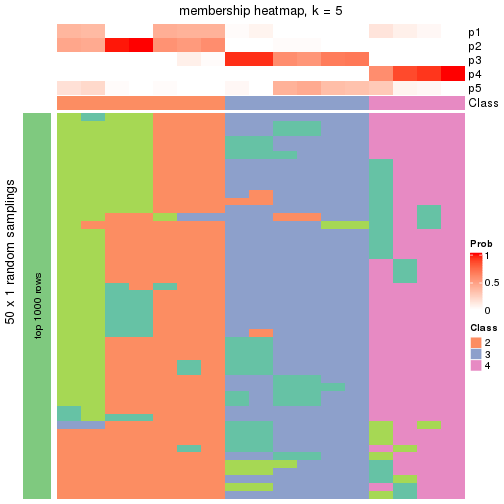 membership heatmap, k = 5
p1
p2
p3
p4
p5
Class
50 x 1 random samplings
top 1000 rows
Prob
1
0.5
0
Class
2
3
4